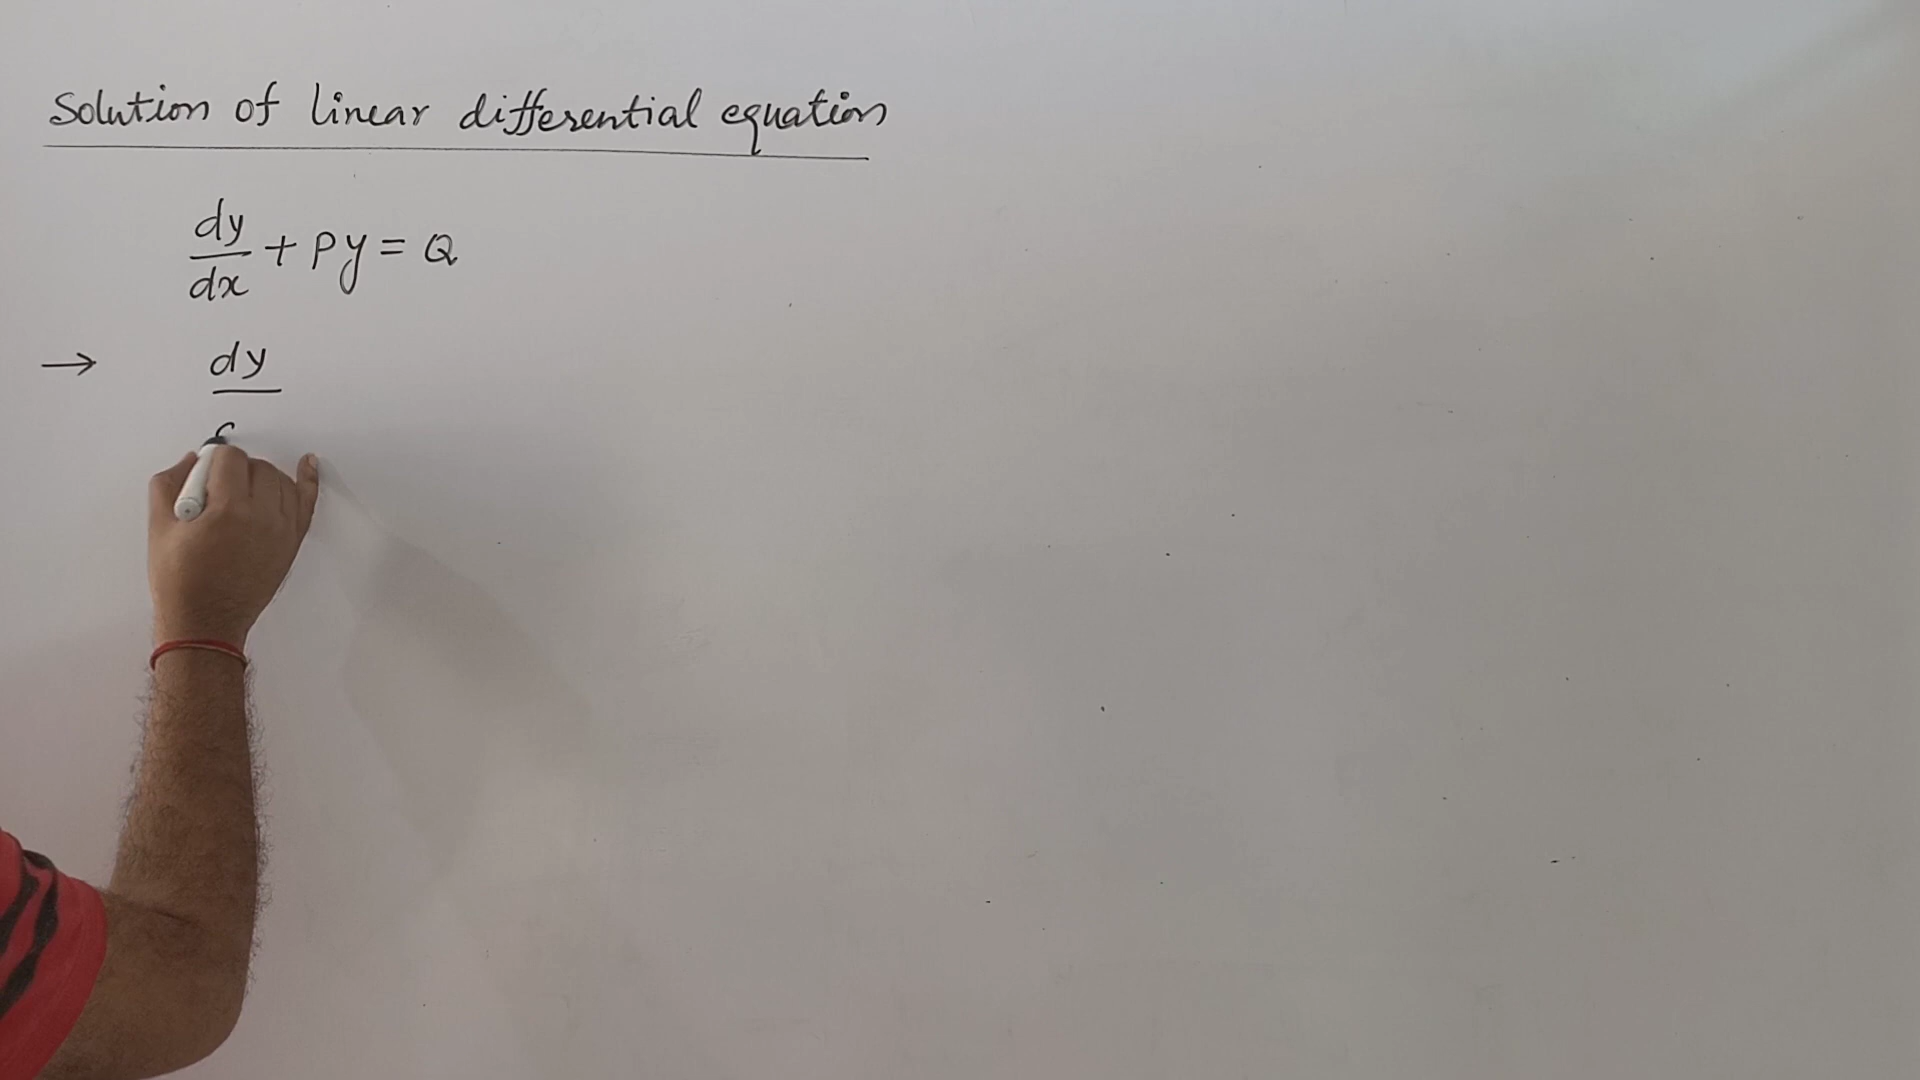 Solution of linear differential equation
dy/dx + Py = Q
→ dy